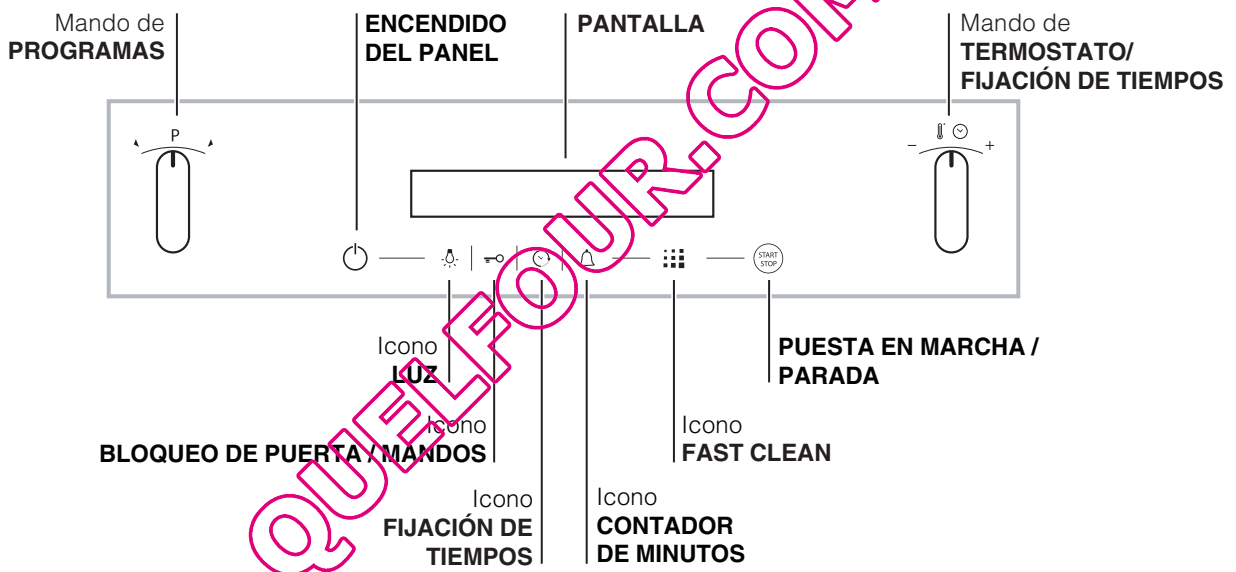 Mando de
PROGRAMAS
ENCENDIDO
DEL PANEL
PANTALLA
Mando de
TERMOSTATO/
FIJACIÓN DE TIEMPOS
P
- +
START
STOP
Icono
LUZ
PUESTA EN MARCHA /
PARADA
Icono
BLOQUEO DE PUERTA / MANDOS
Icono
FAST CLEAN
Icono
FIJACIÓN DE
TIEMPOS
Icono
CONTADOR
DE MINUTOS
QUELFOUR.COM